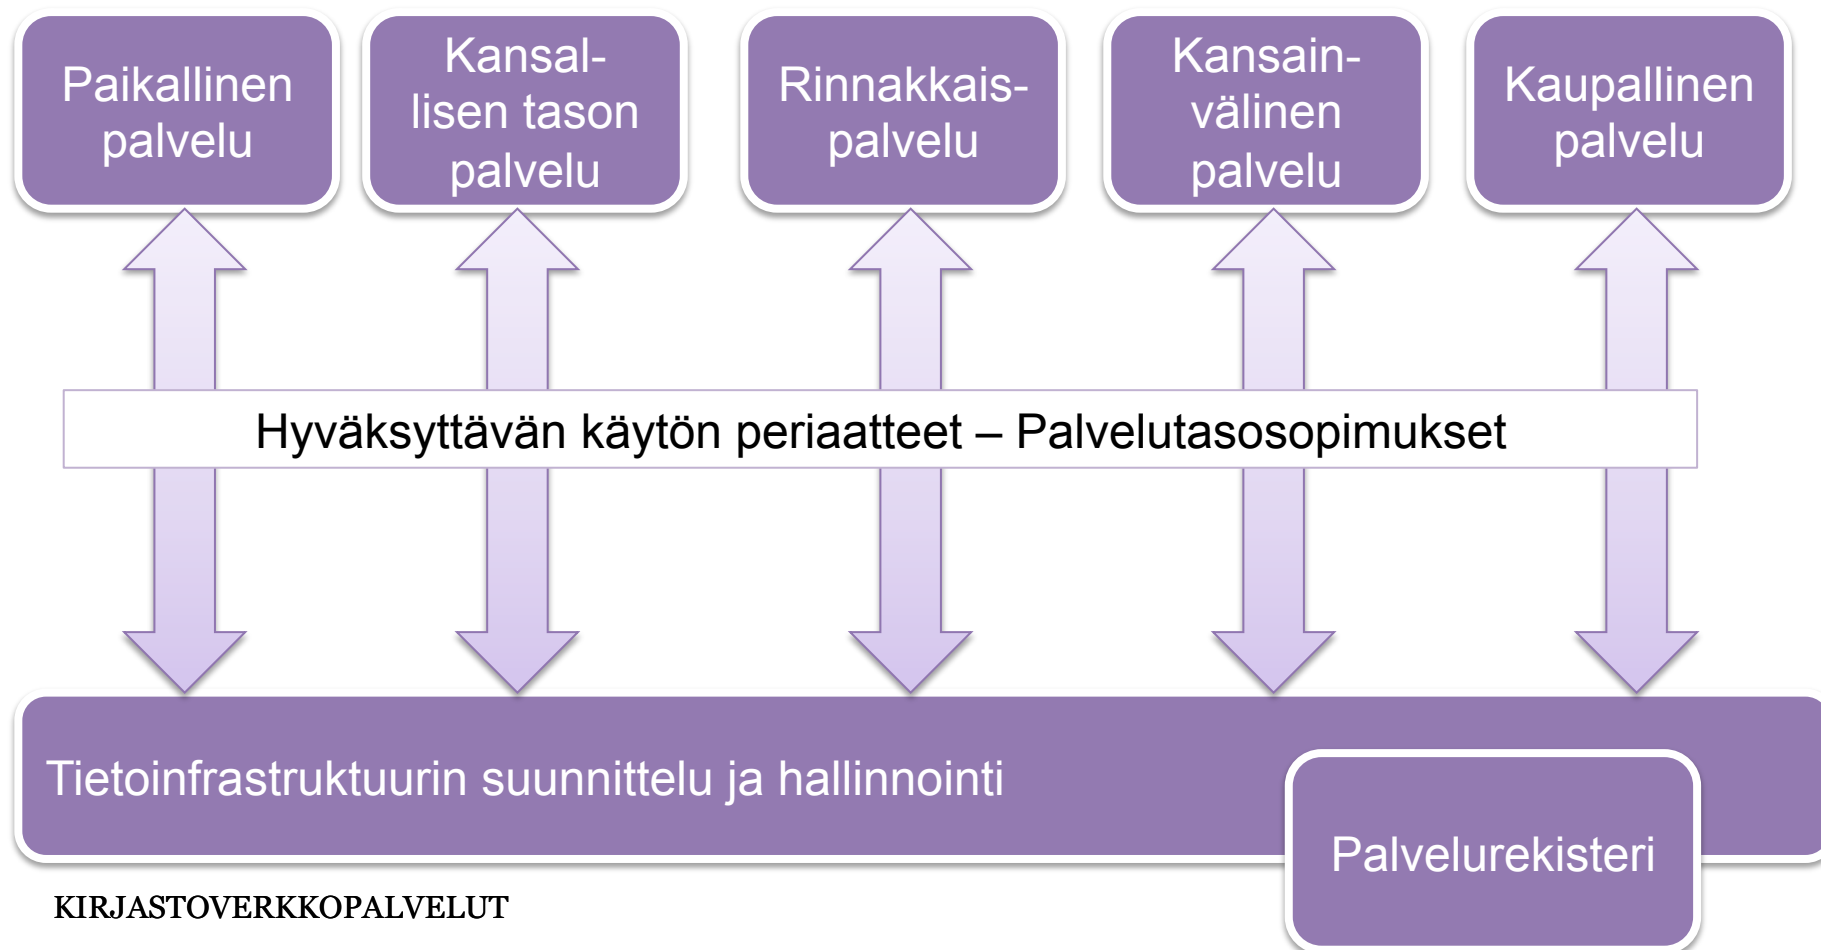 Paikallinen
palvelu
Kansal-
lisen tason
palvelu
Rinnakkais-
palvelu
Kansain-
välinen
palvelu
Kaupallinen
palvelu
Hyväksyttävän käytön periaatteet – Palvelutasosopimukset
Tietoinfrastruktuurin suunnittelu ja hallinnointi
Palvelurekisteri
KIRJASTOVERKKOPALVELUT